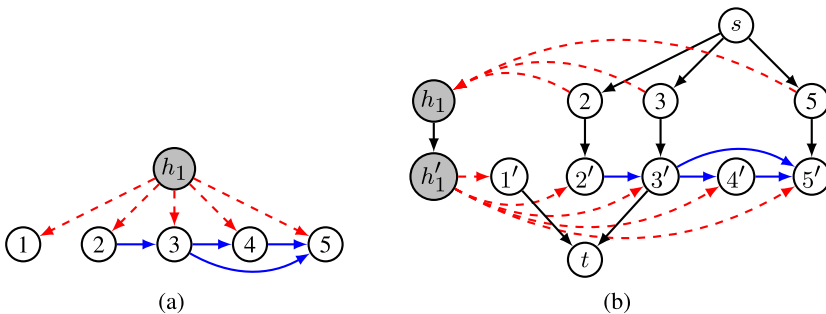 s
h₁ 2 3 5
h₁
h′₁ 1′ 2′ 3′ 4′ 5′
1 2 3 4 5
t
(a) (b)